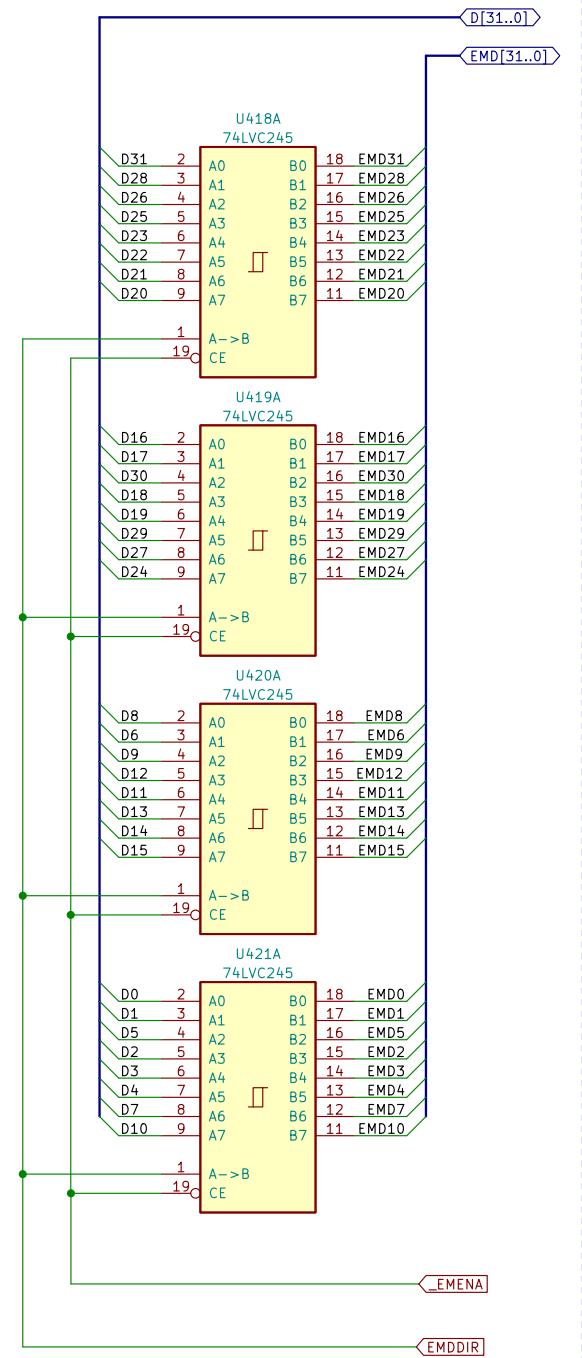 D[31..0]
EMD[31..0]
U418A
74LVC245
D31 2 A0 B0 18 EMD31
D28 3 A1 B1 17 EMD28
D26 4 A2 B2 16 EMD26
D25 5 A3 B3 15 EMD25
D23 6 A4 B4 14 EMD23
D22 7 A5 B5 13 EMD22
D21 8 A6 B6 12 EMD21
D20 9 A7 B7 11 EMD20
1 A->B
19 CE
U419A
74LVC245
D16 2 A0 B0 18 EMD16
D17 3 A1 B1 17 EMD17
D30 4 A2 B2 16 EMD30
D18 5 A3 B3 15 EMD18
D19 6 A4 B4 14 EMD19
D29 7 A5 B5 13 EMD29
D27 8 A6 B6 12 EMD27
D24 9 A7 B7 11 EMD24
1 A->B
19 CE
U420A
74LVC245
D8 2 A0 B0 18 EMD8
D6 3 A1 B1 17 EMD6
D9 4 A2 B2 16 EMD9
D12 5 A3 B3 15 EMD12
D11 6 A4 B4 14 EMD11
D13 7 A5 B5 13 EMD13
D14 8 A6 B6 12 EMD14
D15 9 A7 B7 11 EMD15
1 A->B
19 CE
U421A
74LVC245
D0 2 A0 B0 18 EMD0
D1 3 A1 B1 17 EMD1
D5 4 A2 B2 16 EMD5
D2 5 A3 B3 15 EMD2
D3 6 A4 B4 14 EMD3
D4 7 A5 B5 13 EMD4
D7 8 A6 B6 12 EMD7
D10 9 A7 B7 11 EMD10
1 A->B
19 CE
_EMENA
EMDDIR